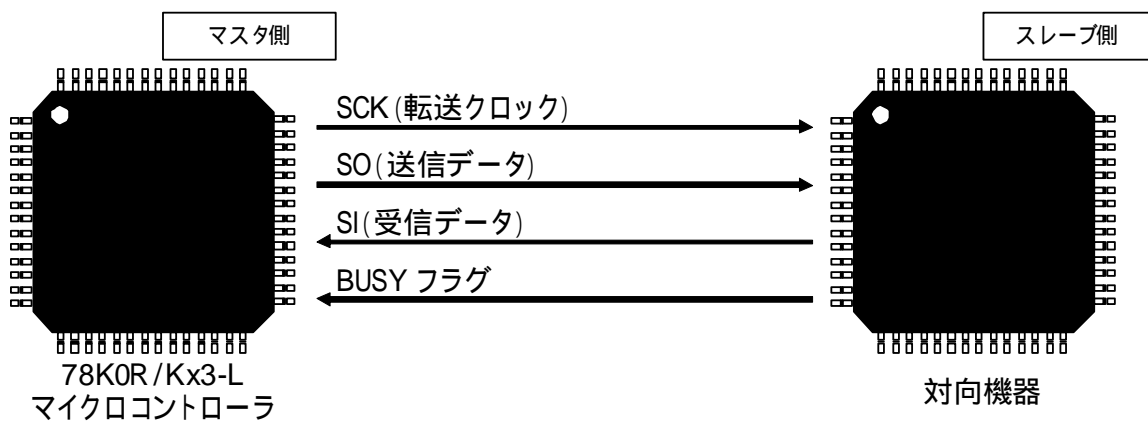 マスタ側
スレーブ側
SCK(転送クロック)
SO(送信データ)
SI(受信データ)
BUSY フラグ
78K0R/Kx3-L
マイクロコントローラ
対向機器